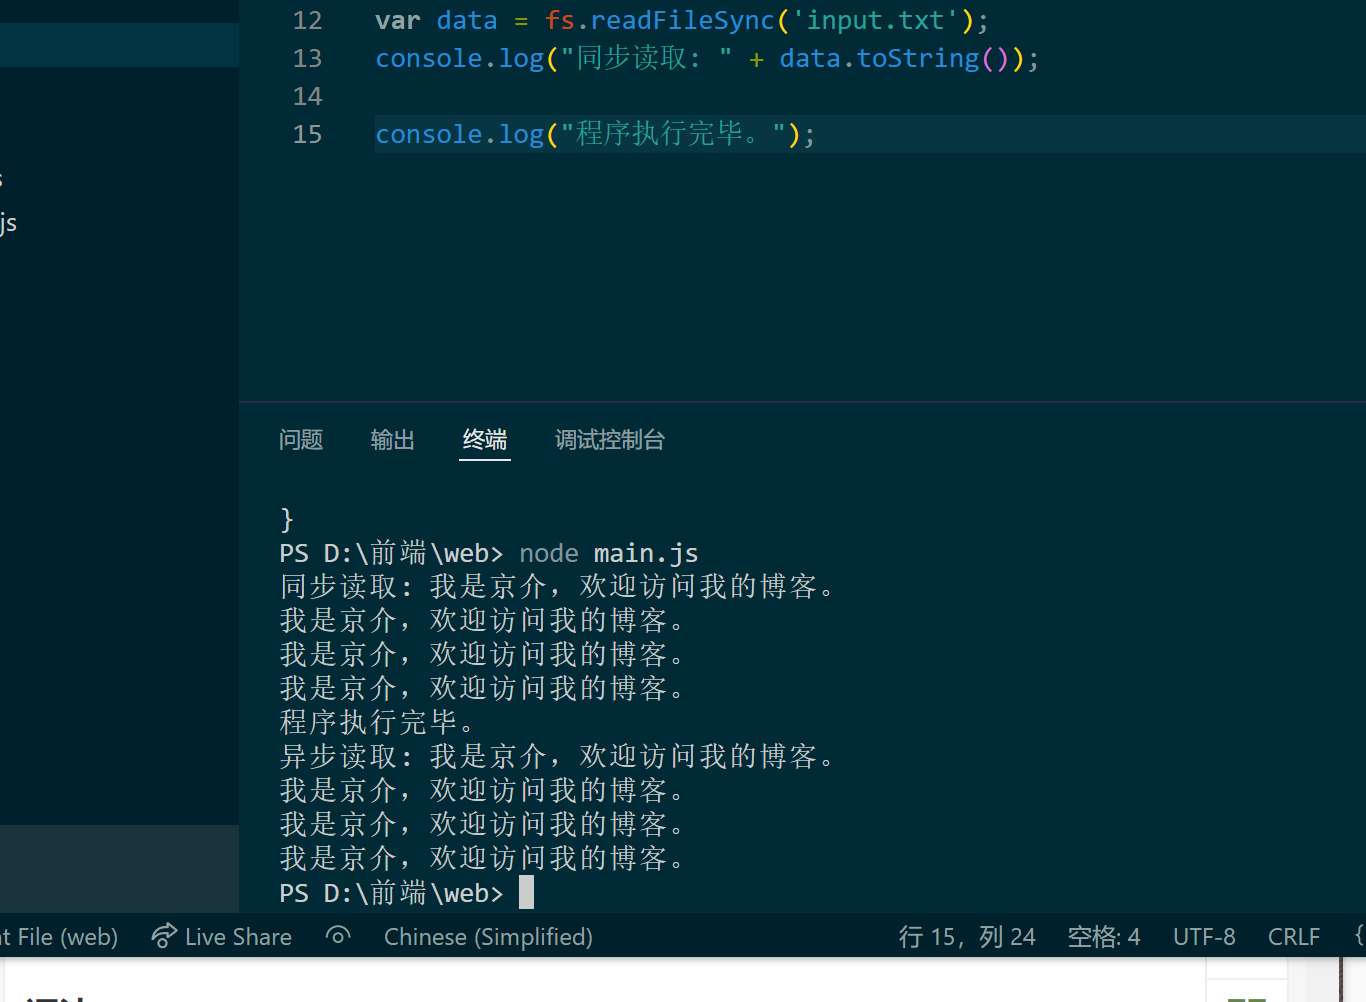 12 var data = fs.readFileSync('input.txt');
13 console.log("同步读取: " + data.toString());
14
15 console.log("程序执行完毕。");
js
问题 输出 终端 调试控制台
}
PS D:\前端\web> node main.js
同步读取: 我是京介，欢迎访问我的博客。
我是京介，欢迎访问我的博客。
我是京介，欢迎访问我的博客。
我是京介，欢迎访问我的博客。
程序执行完毕。
异步读取: 我是京介，欢迎访问我的博客。
我是京介，欢迎访问我的博客。
我是京介，欢迎访问我的博客。
我是京介，欢迎访问我的博客。
PS D:\前端\web>
t File (web) Live Share Chinese (Simplified) 行 15，列 24 空格: 4 UTF-8 CRLF {